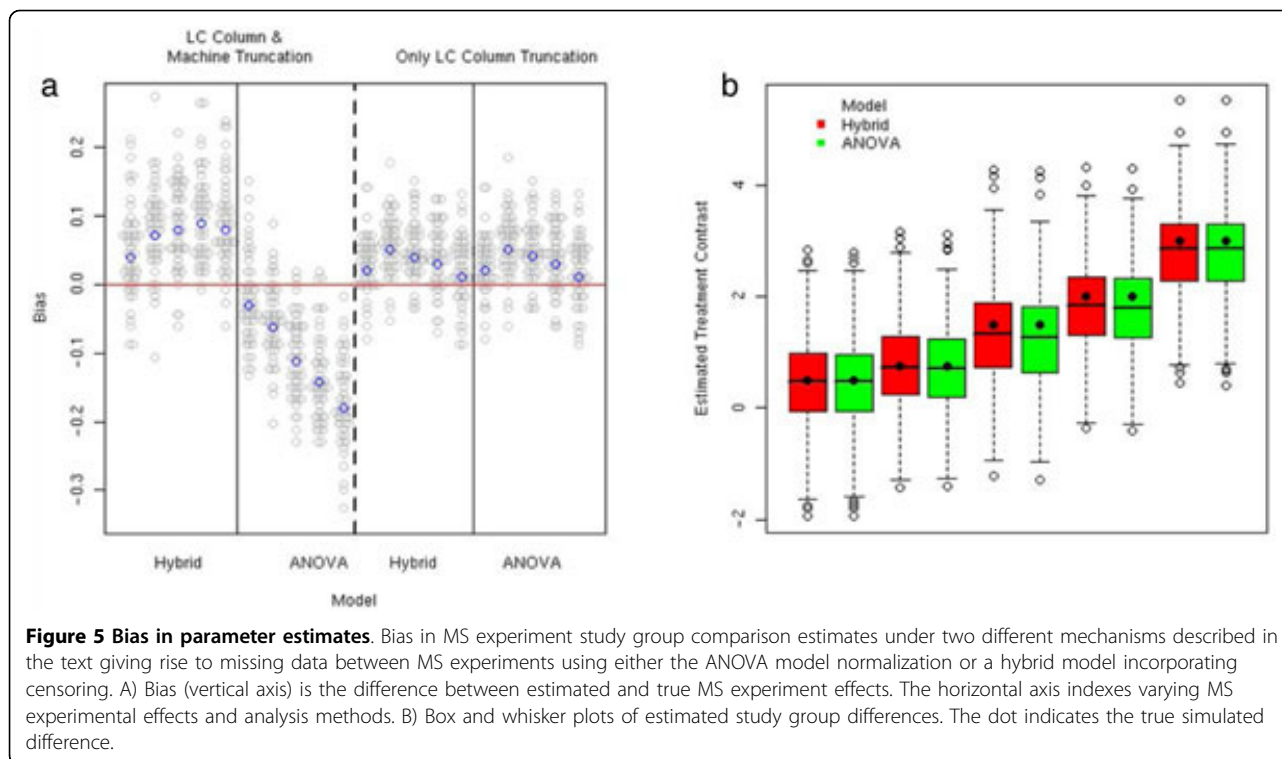 LC Column &
Machine Truncation
Only LC Column Truncation
a
0.2
0.1
0.0
-0.1
-0.2
-0.3
Bias
Hybrid
ANOVA
Hybrid
ANOVA
Model
b
Model
Hybrid
ANOVA
4
2
0
-2
Estimated Treatment Contrast
Figure 5 Bias in parameter estimates. Bias in MS experiment study group comparison estimates under two different mechanisms described in
the text giving rise to missing data between MS experiments using either the ANOVA model normalization or a hybrid model incorporating
censoring. A) Bias (vertical axis) is the difference between estimated and true MS experiment effects. The horizontal axis indexes varying MS
experimental effects and analysis methods. B) Box and whisker plots of estimated study group differences. The dot indicates the true simulated
difference.